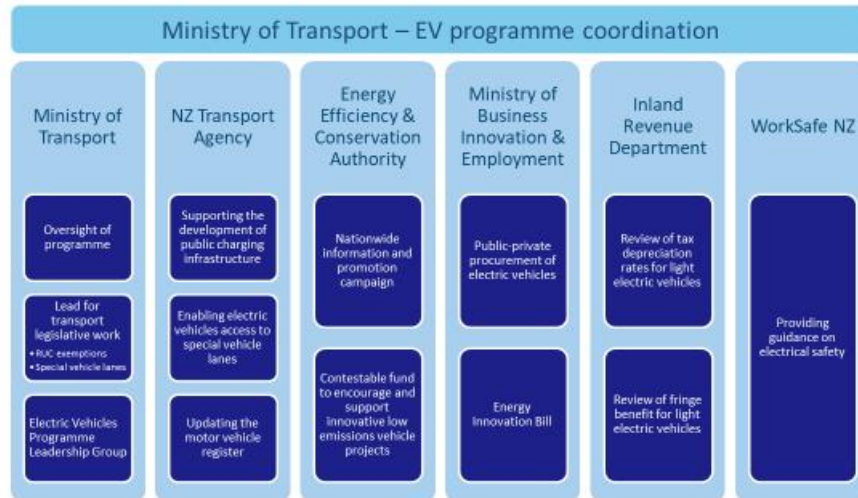 Ministry of Transport – EV programme coordination
Ministry of
Transport
Oversight of
programme
Lead for
transport
legislative work
• RUC exemptions
• Special vehicle lanes
Electric Vehicles
Programme
Leadership Group
NZ Transport
Agency
Supporting the
development of
public charging
infrastructure
Enabling electric
vehicles access to
special vehicle
lanes
Updating the
motor vehicle
register
Energy
Efficiency &
Conservation
Authority
Nationwide
information and
promotion
campaign
Contestable fund
to encourage and
support
innovative low
emissions vehicle
projects
Ministry of
Business
Innovation &
Employment
Public-private
procurement of
electric vehicles
Energy
Innovation Bill
Inland
Revenue
Department
Review of tax
depreciation
rates for light
electric vehicles
Review of fringe
benefit for light
electric vehicles
WorkSafe NZ
Providing
guidance on
electrical safety